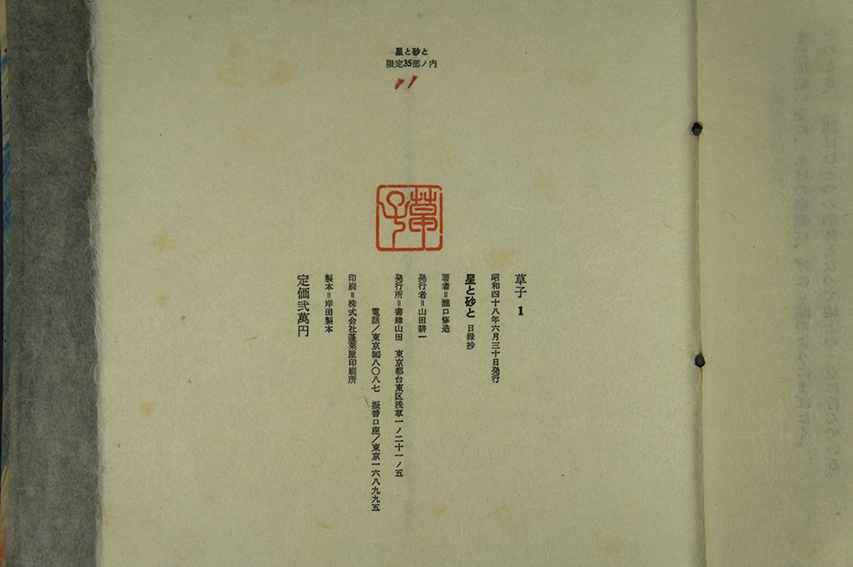 星と砂と
限定35部ノ内
11
草子
草子 1
昭和四十八年六月三十日発行
星と砂と 日録抄
著者＝瀧口修造
発行者＝山田耕一
発行所＝書肆山田 東京都台東区浅草一ノ二十一ノ五
電話／東京 八〇八七 振替口座／東京一六八九九五
印刷＝株式会社蓬莱屋印刷所
製本＝岸田製本
定価弐萬円